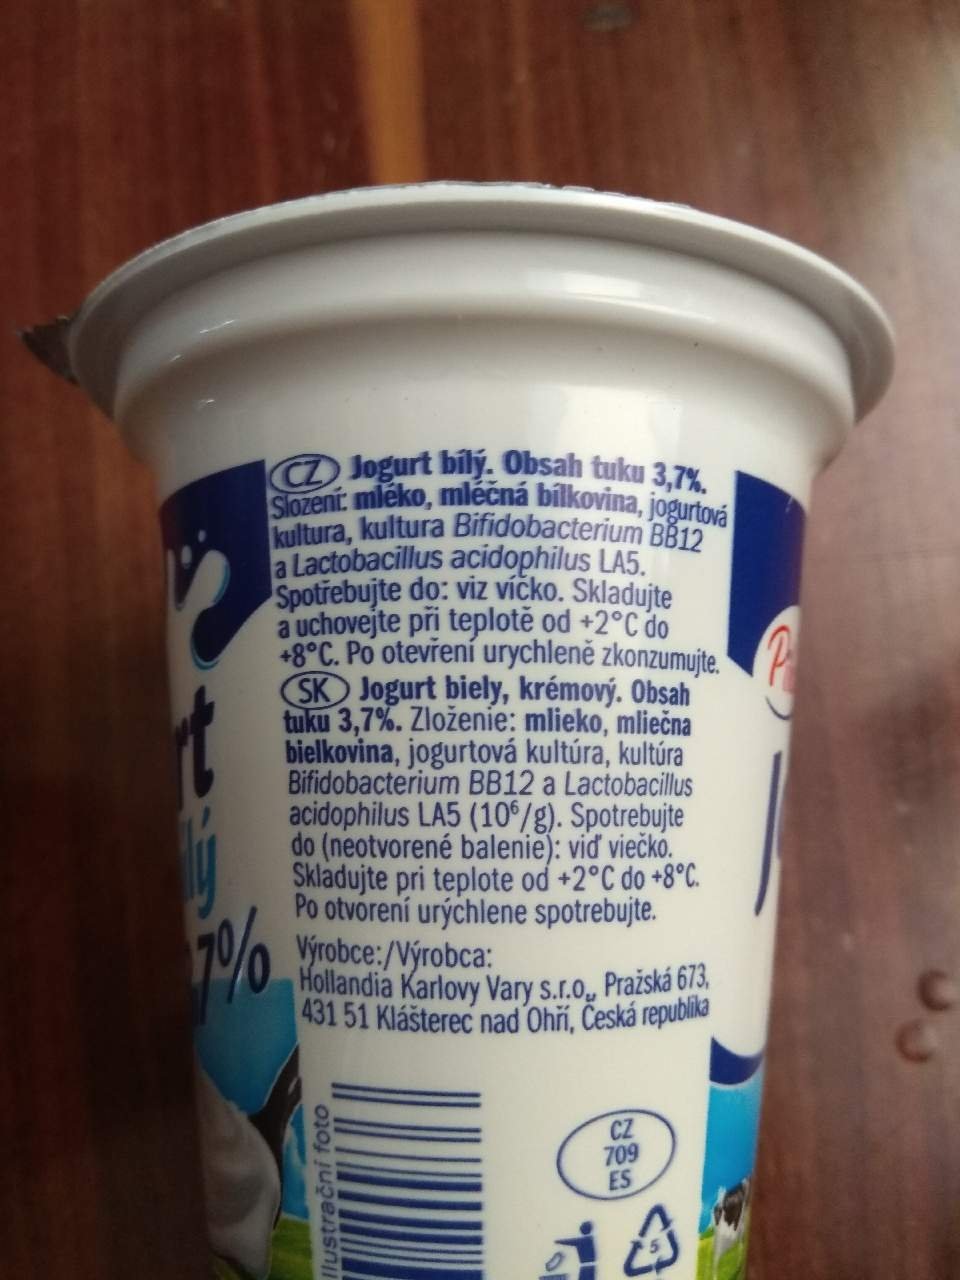 CZ Jogurt bílý. Obsah tuku 3,7%.
Složení: mléko, mléčná bílkovina, jogurtová
kultura, kultura Bifidobacterium BB12
a Lactobacillus acidophilus LA5.
Spotřebujte do: viz víčko. Skladujte
a uchovejte při teplotě od +2°C do
+8°C. Po otevření urychleně zkonzumujte.
SK Jogurt biely, krémový. Obsah
tuku 3,7%. Zloženie: mlieko, mliečna
bielkovina, jogurtová kultúra, kultúra
Bifidobacterium BB12 a Lactobacillus
acidophilus LA5 (10⁶/g). Spotrebujte
do (neotvorené balenie): viď viečko.
Skladujte pri teplote od +2°C do +8°C.
Po otvorení urýchlene spotrebujte.
Výrobce:/Výrobca:
Hollandia Karlovy Vary s.r.o., Pražská 673,
431 51 Klášterec nad Ohří, Česká republika
7%
Ilustrační foto
CZ
709
ES
5